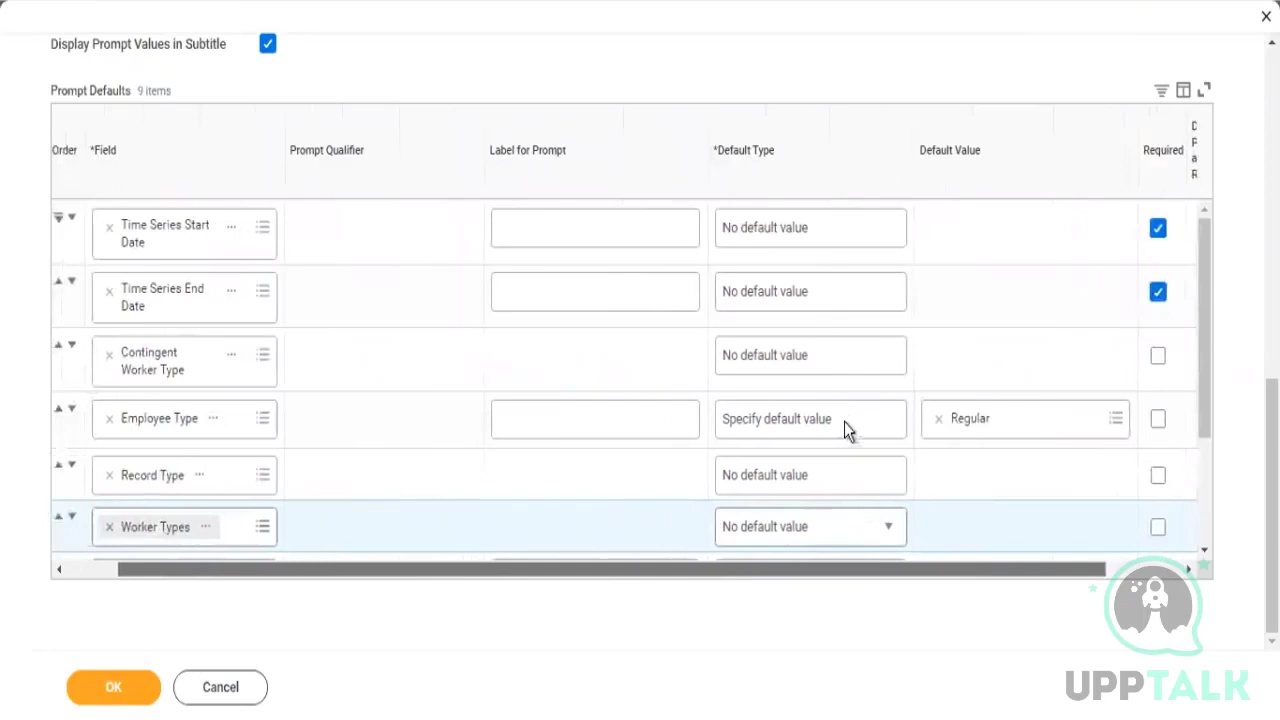 Display Prompt Values in Subtitle
Prompt Defaults 9 items
Order *Field Prompt Qualifier Label for Prompt *Default Type Default Value Required D
P
a
R
Time Series Start
Date
No default value
Time Series End
Date
No default value
Contingent
Worker Type
No default value
Employee Type
Specify default value
Regular
Record Type
No default value
Worker Types
No default value
OK Cancel
UPPTALK